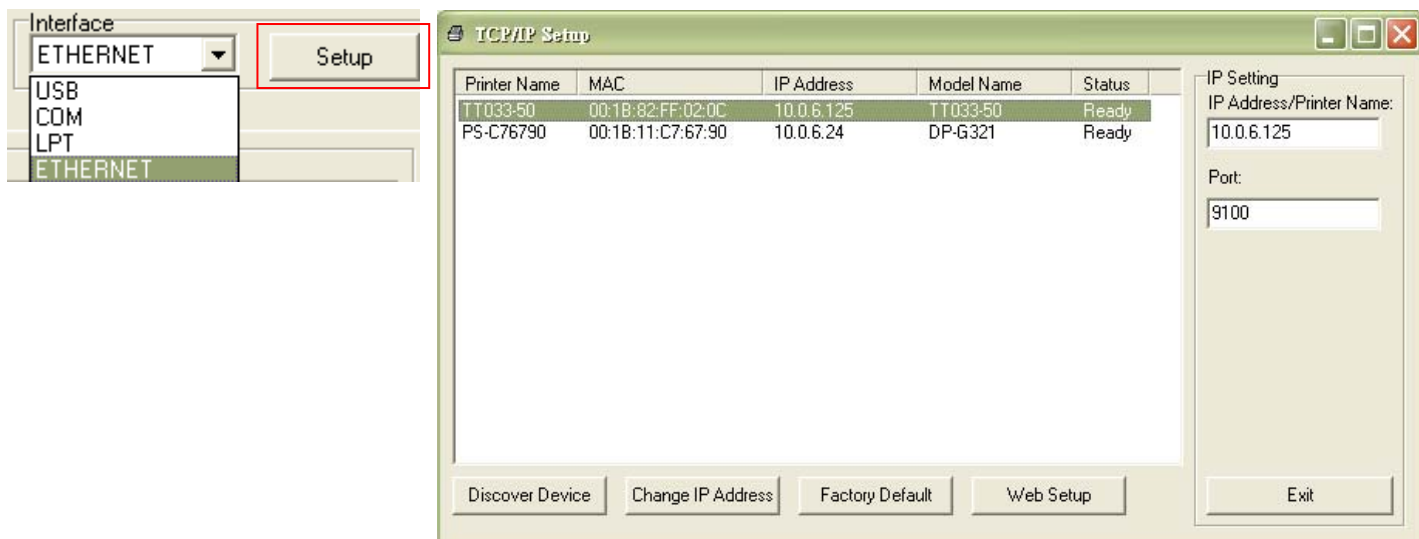 Interface
ETHERNET
Setup
USB
COM
LPT
ETHERNET
TCP/IP Setup
Printer Name MAC IP Address Model Name Status
TT033-50 00:1B:82:FF:02:0C 10.0.6.125 TT033-50 Ready
PS-C76790 00:1B:11:C7:67:90 10.0.6.24 DP-G321 Ready
IP Setting
IP Address/Printer Name:
10.0.6.125
Port:
9100
Discover Device Change IP Address Factory Default Web Setup Exit